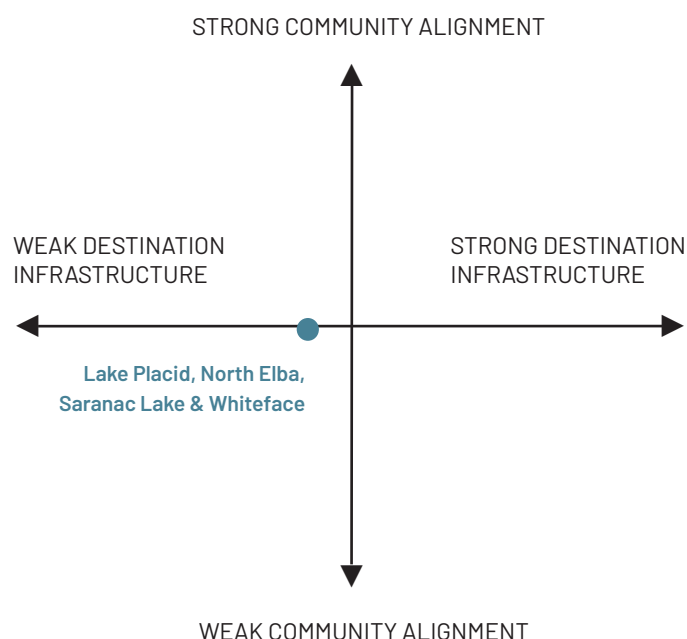 STRONG COMMUNITY ALIGNMENT
WEAK DESTINATION
INFRASTRUCTURE
STRONG DESTINATION
INFRASTRUCTURE
Lake Placid, North Elba,
Saranac Lake & Whiteface
WEAK COMMUNITY ALIGNMENT